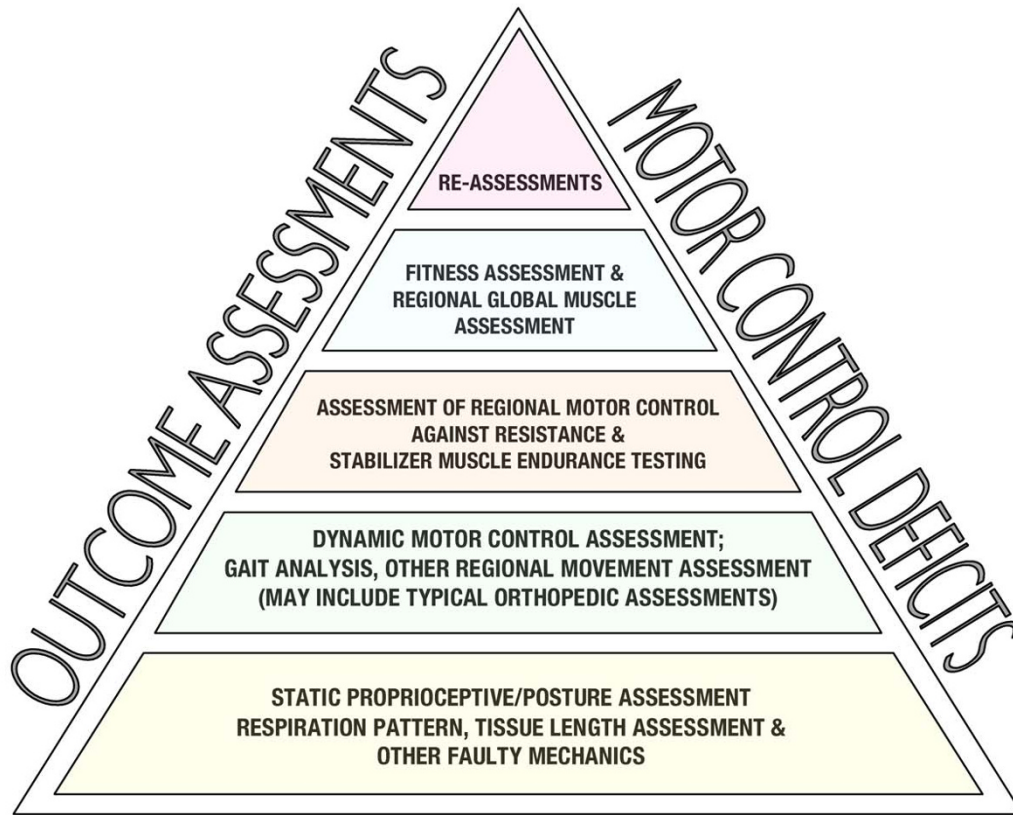 OUTCOME ASSESSMENTS
MOTOR CONTROL DEFICITS
RE-ASSESSMENTS
FITNESS ASSESSMENT &
REGIONAL GLOBAL MUSCLE
ASSESSMENT
ASSESSMENT OF REGIONAL MOTOR CONTROL
AGAINST RESISTANCE &
STABILIZER MUSCLE ENDURANCE TESTING
DYNAMIC MOTOR CONTROL ASSESSMENT;
GAIT ANALYSIS, OTHER REGIONAL MOVEMENT ASSESSMENT
(MAY INCLUDE TYPICAL ORTHOPEDIC ASSESSMENTS)
STATIC PROPRIOCEPTIVE/POSTURE ASSESSMENT
RESPIRATION PATTERN, TISSUE LENGTH ASSESSMENT &
OTHER FAULTY MECHANICS